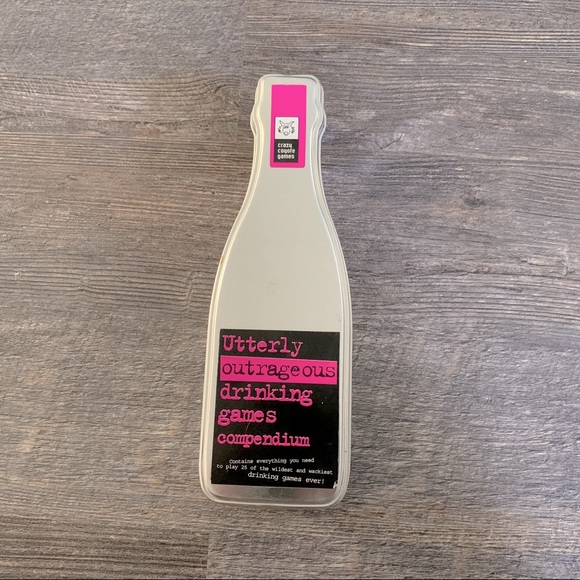 crazy
coyote
games
Utterly
outrageous
drinking
games
compendium
Contains everything you need
to play 25 of the wildest and wackiest
drinking games ever!